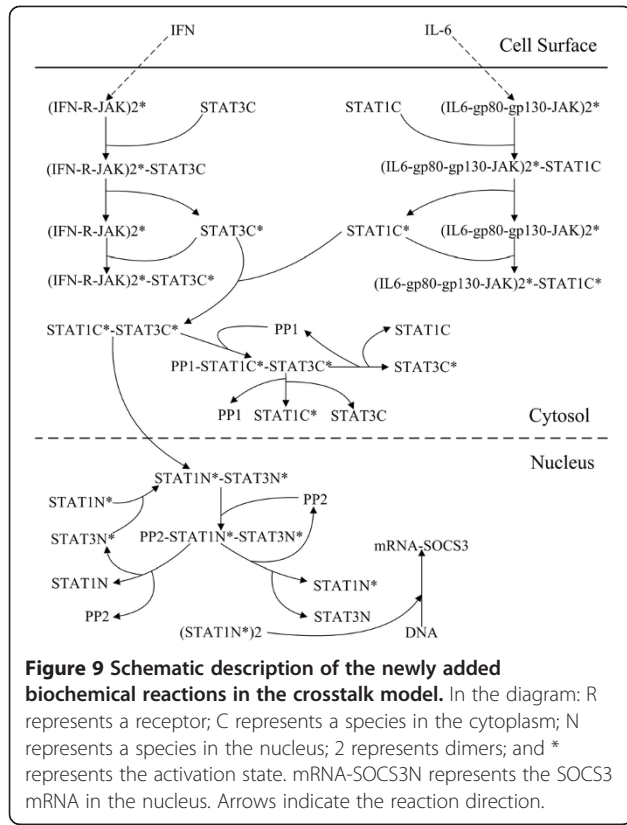 IFN IL-6
Cell Surface
(IFN-R-JAK)2* STAT3C STAT1C (IL6-gp80-gp130-JAK)2*
(IFN-R-JAK)2*-STAT3C (IL6-gp80-gp130-JAK)2*-STAT1C
(IFN-R-JAK)2* STAT3C* STAT1C* (IL6-gp80-gp130-JAK)2*
(IFN-R-JAK)2*-STAT3C* (IL6-gp80-gp130-JAK)2*-STAT1C*
STAT1C*-STAT3C* PP1 STAT1C
PP1-STAT1C*-STAT3C* STAT3C*
PP1 STAT1C* STAT3C Cytosol
Nucleus
STAT1N*-STAT3N*
STAT1N* PP2
STAT3N* PP2-STAT1N*-STAT3N* mRNA-SOCS3
STAT1N STAT1N*
PP2 STAT3N
(STAT1N*)2 DNA
Figure 9 Schematic description of the newly added
biochemical reactions in the crosstalk model. In the diagram: R
represents a receptor; C represents a species in the cytoplasm; N
represents a species in the nucleus; 2 represents dimers; and *
represents the activation state. mRNA-SOCS3N represents the SOCS3
mRNA in the nucleus. Arrows indicate the reaction direction.